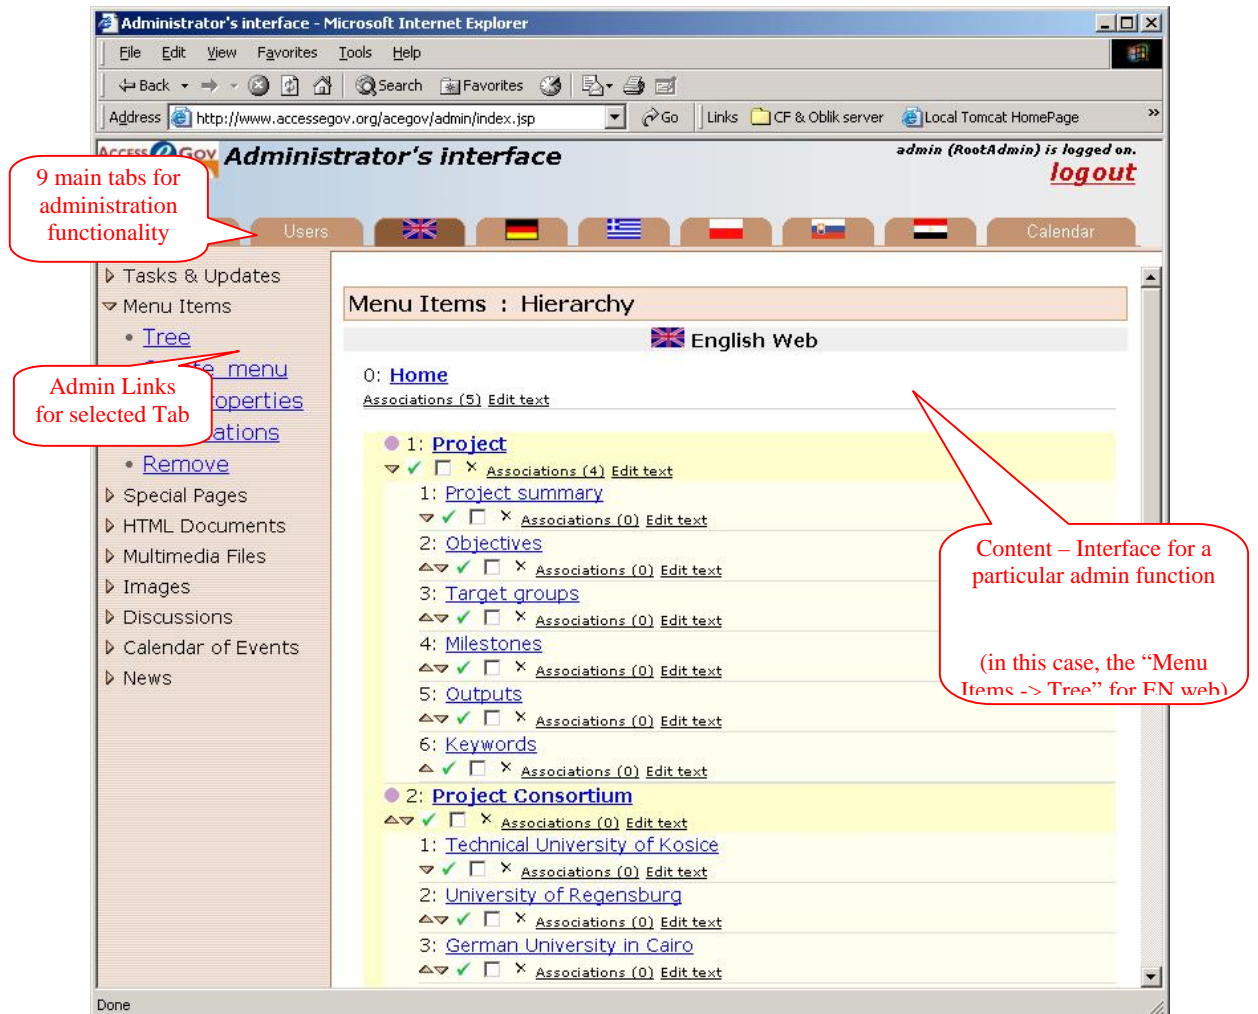 Administrator's interface - Microsoft Internet Explorer
File Edit View Favorites Tools Help
Back Search Favorites
Address http://www.accessegov.org/acegov/admin/index.jsp Go Links CF & Oblik server Local Tomcat HomePage »
Access eGov Administrator's interface
admin (RootAdmin) is logged on.
logout
9 main tabs for
administration
functionality
Users
Calendar
Tasks & Updates
Menu Items
• Tree
menu
Admin Links
for selected Tab
• Remove
Special Pages
HTML Documents
Multimedia Files
Images
Discussions
Calendar of Events
News
Menu Items : Hierarchy
English Web
0: Home
Associations (5) Edit text
1: Project
Associations (4) Edit text
1: Project summary
Associations (0) Edit text
2: Objectives
Associations (0) Edit text
3: Target groups
Associations (0) Edit text
4: Milestones
Associations (0) Edit text
5: Outputs
Associations (0) Edit text
6: Keywords
Associations (0) Edit text
2: Project Consortium
Associations (0) Edit text
1: Technical University of Kosice
Associations (0) Edit text
2: University of Regensburg
Associations (0) Edit text
3: German University in Cairo
Associations (0) Edit text
Content – Interface for a
particular admin function
(in this case, the “Menu
Items -> Tree” for EN web)
Done